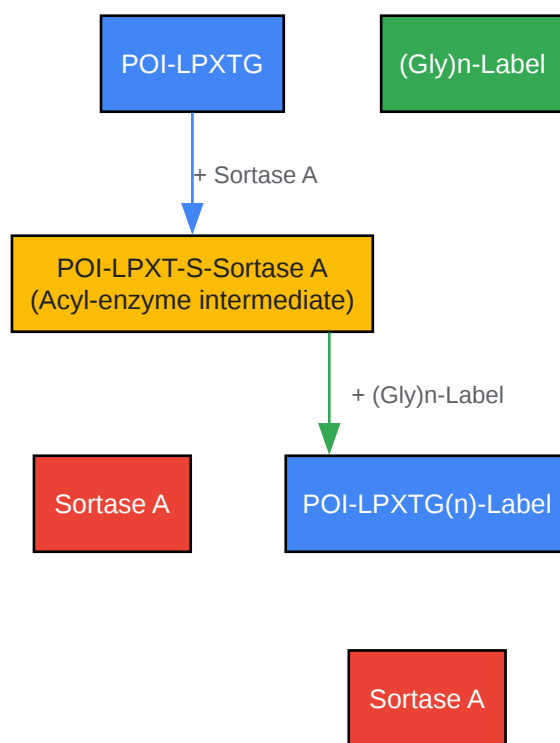 POI-LPXTG
(Gly)n-Label
+ Sortase A
POI-LPXT-S-Sortase A
(Acyl-enzyme intermediate)
+ (Gly)n-Label
Sortase A
POI-LPXTG(n)-Label
Sortase A